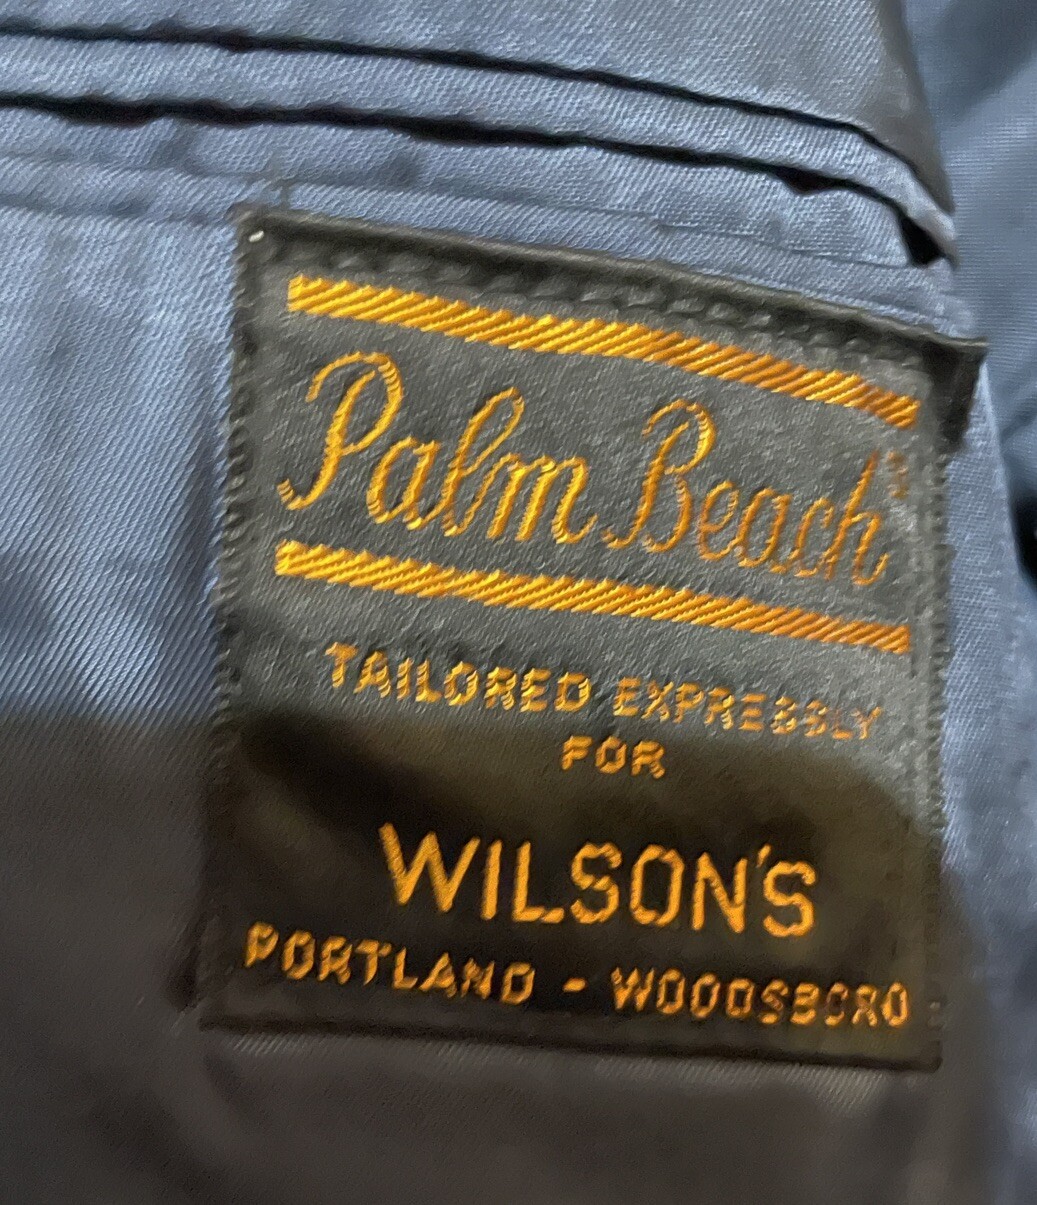 Palm Beach
TAILORED EXPRESSLY
FOR
WILSON'S
PORTLAND - WOODSBORO